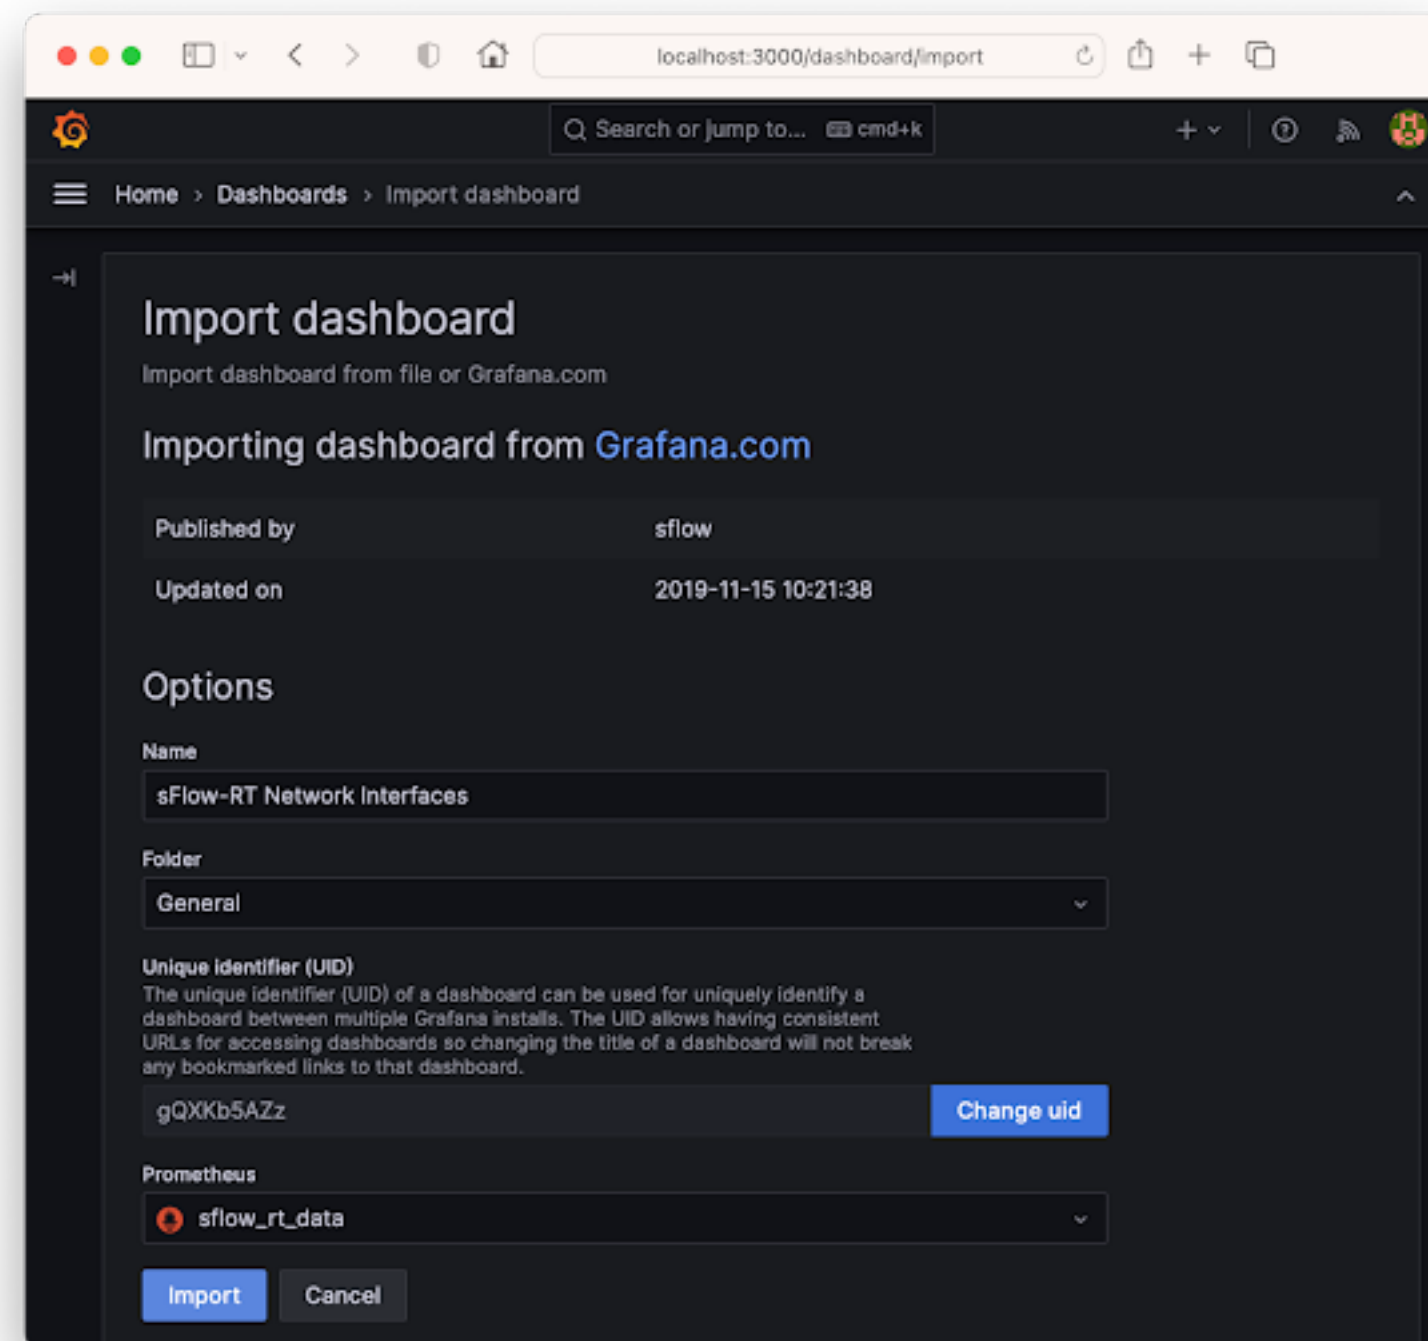 localhost:3000/dashboard/import
Search or jump to... cmd+k
Home › Dashboards › Import dashboard
Import dashboard
Import dashboard from file or Grafana.com
Importing dashboard from Grafana.com
Published by sflow
Updated on 2019-11-15 10:21:38
Options
Name
sFlow-RT Network Interfaces
Folder
General
Unique identifier (UID)
The unique identifier (UID) of a dashboard can be used for uniquely identify a
dashboard between multiple Grafana installs. The UID allows having consistent
URLs for accessing dashboards so changing the title of a dashboard will not break
any bookmarked links to that dashboard.
gQXKb5AZz Change uid
Prometheus
sflow_rt_data
Import Cancel